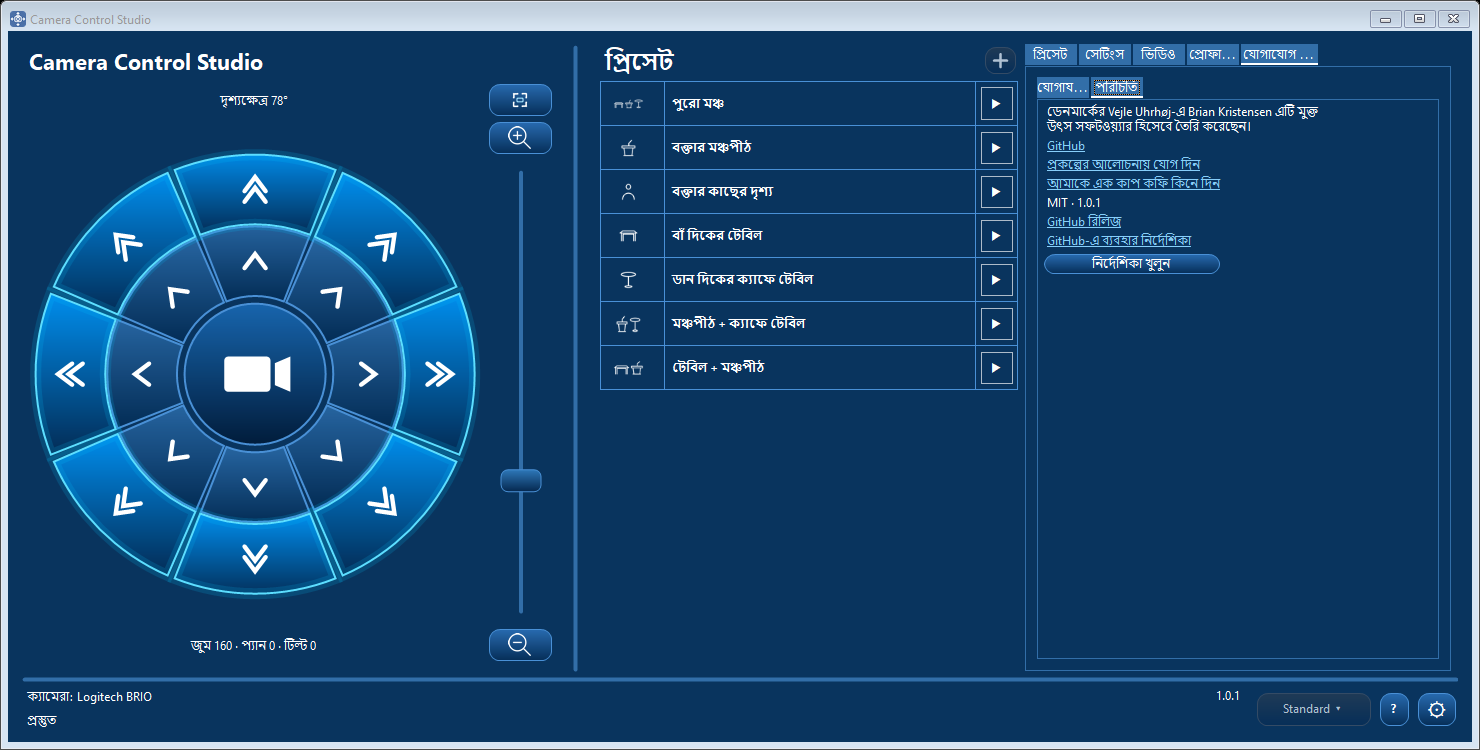 Camera Control Studio
Camera Control Studio
দৃশ্যক্ষেত্র 78°
জুম 160 · প্যান 0 · টিল্ট 0
প্রিসেট
পুরো মঞ্চ
বক্তার মঞ্চপীঠ
বক্তার কাছের দৃশ্য
বাঁ দিকের টেবিল
ডান দিকের ক্যাফে টেবিল
মঞ্চপীঠ + ক্যাফে টেবিল
টেবিল + মঞ্চপীঠ
প্রিসেট সেটিংস ভিডিও প্রোফা... যোগাযোগ ...
যোগায... পরিচিতি
ডেনমার্কের Vejle Uhrhøj-এ Brian Kristensen এটি মুক্ত
উৎস সফটওয়্যার হিসেবে তৈরি করেছেন।
GitHub
প্রকল্পের আলোচনায় যোগ দিন
আমাকে এক কাপ কফি কিনে দিন
MIT · 1.0.1
GitHub রিলিজ
GitHub-এ ব্যবহার নির্দেশিকা
নির্দেশিকা খুলুন
ক্যামেরা: Logitech BRIO
প্রস্তুত
1.0.1
Standard
?